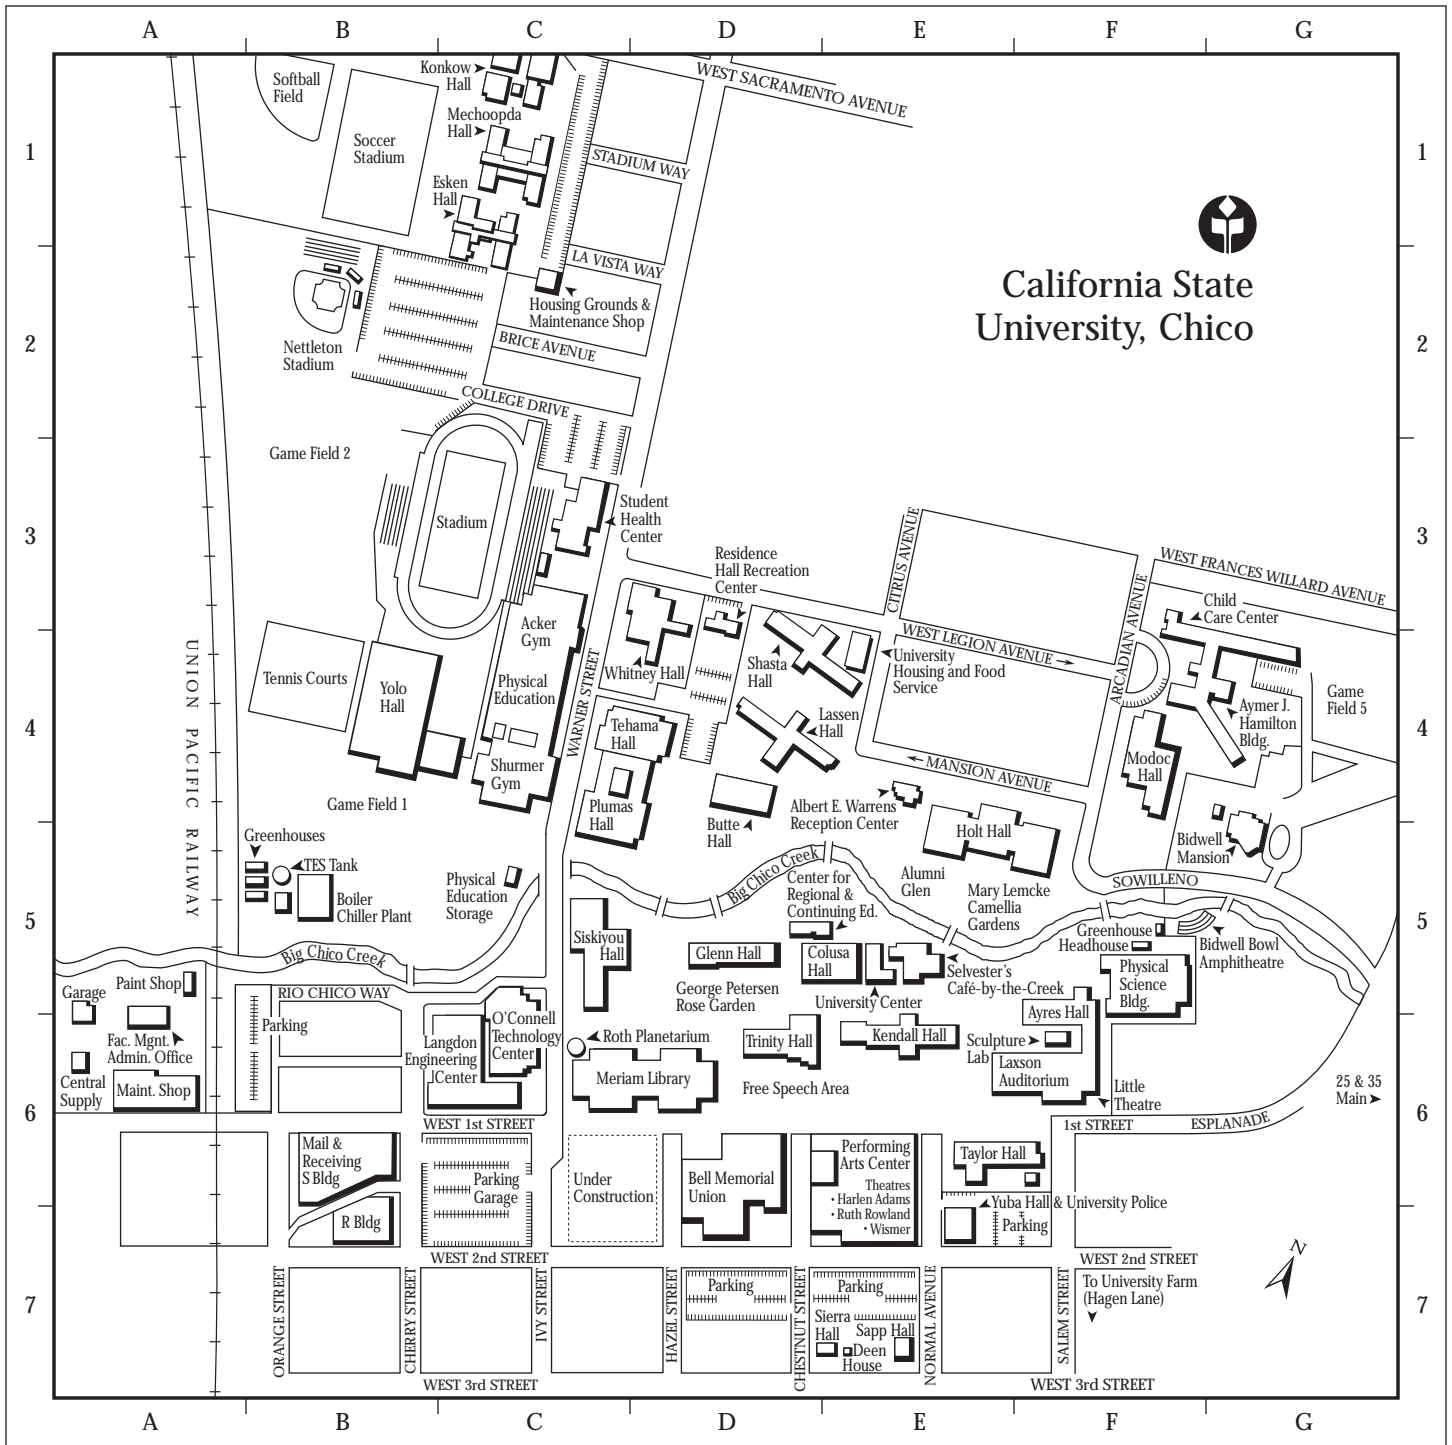 A B C D E F G
Konkow
Hall
Softball
Field
WEST SACRAMENTO AVENUE
Mechoopda
Hall
Soccer
Stadium
1
1
STADIUM WAY
Esken
Hall
LA VISTA WAY
California State
University, Chico
Housing Grounds &
Maintenance Shop
2
2
BRICE AVENUE
Nettleton
Stadium
COLLEGE DRIVE
Game Field 2
Student
Health
Center
Stadium
3
3
CITRUS AVENUE
Residence
Hall Recreation
Center
WEST FRANCES WILLARD AVENUE
Child
Care Center
ARCADIAN AVENUE
Acker
Gym
WEST LEGION AVENUE
UNION PACIFIC RAILWAY
WARNER STREET
Whitney Hall
Shasta
Hall
University
Housing and Food
Service
Tennis Courts
Yolo
Hall
Physical
Education
Game
Field 5
Aymer J.
Hamilton
Bldg.
Lassen
Hall
Tehama
Hall
4
4
Modoc
Hall
MANSION AVENUE
Shurmer
Gym
Game Field 1
Plumas
Hall
Butte
Hall
Albert E. Warrens
Reception Center
Holt Hall
Bidwell
Mansion
Greenhouses
TES Tank
Boiler
Chiller Plant
Physical
Education
Storage
Big Chico Creek
Center for
Regional &
Continuing Ed.
Alumni
Glen
Mary Lemcke
Camellia
Gardens
SOWILLENO
5
5
Greenhouse
Headhouse
Bidwell Bowl
Amphitheatre
Siskiyou
Hall
Glenn Hall
Colusa
Hall
Big Chico Creek
Selvester's
Café-by-the-Creek
Physical
Science
Bldg.
Paint Shop
Garage
RIO CHICO WAY
George Petersen
Rose Garden
University Center
Parking
O'Connell
Technology
Center
Ayres Hall
Fac. Mgnt.
Admin. Office
Langdon
Engineering
Center
Roth Planetarium
Trinity Hall
Kendall Hall
Sculpture
Lab
Laxson
Auditorium
Central
Supply
Maint. Shop
Meriam Library
Free Speech Area
Little
Theatre
25 & 35
Main
6
6
WEST 1st STREET
1st STREET
ESPLANADE
Mail &
Receiving
S Bldg
Parking
Garage
Under
Construction
Bell Memorial
Union
Performing
Arts Center
Theatres
• Harlen Adams
• Ruth Rowland
• Wismer
Taylor Hall
Yuba Hall & University Police
Parking
R Bldg
WEST 2nd STREET
WEST 2nd STREET
N
To University Farm
(Hagen Lane)
ORANGE STREET
CHERRY STREET
IVY STREET
HAZEL STREET
Parking
CHESTNUT STREET
Parking
NORMAL AVENUE
SALEM STREET
7
7
Sierra
Hall
Sapp Hall
Deen
House
WEST 3rd STREET
WEST 3rd STREET
A B C D E F G